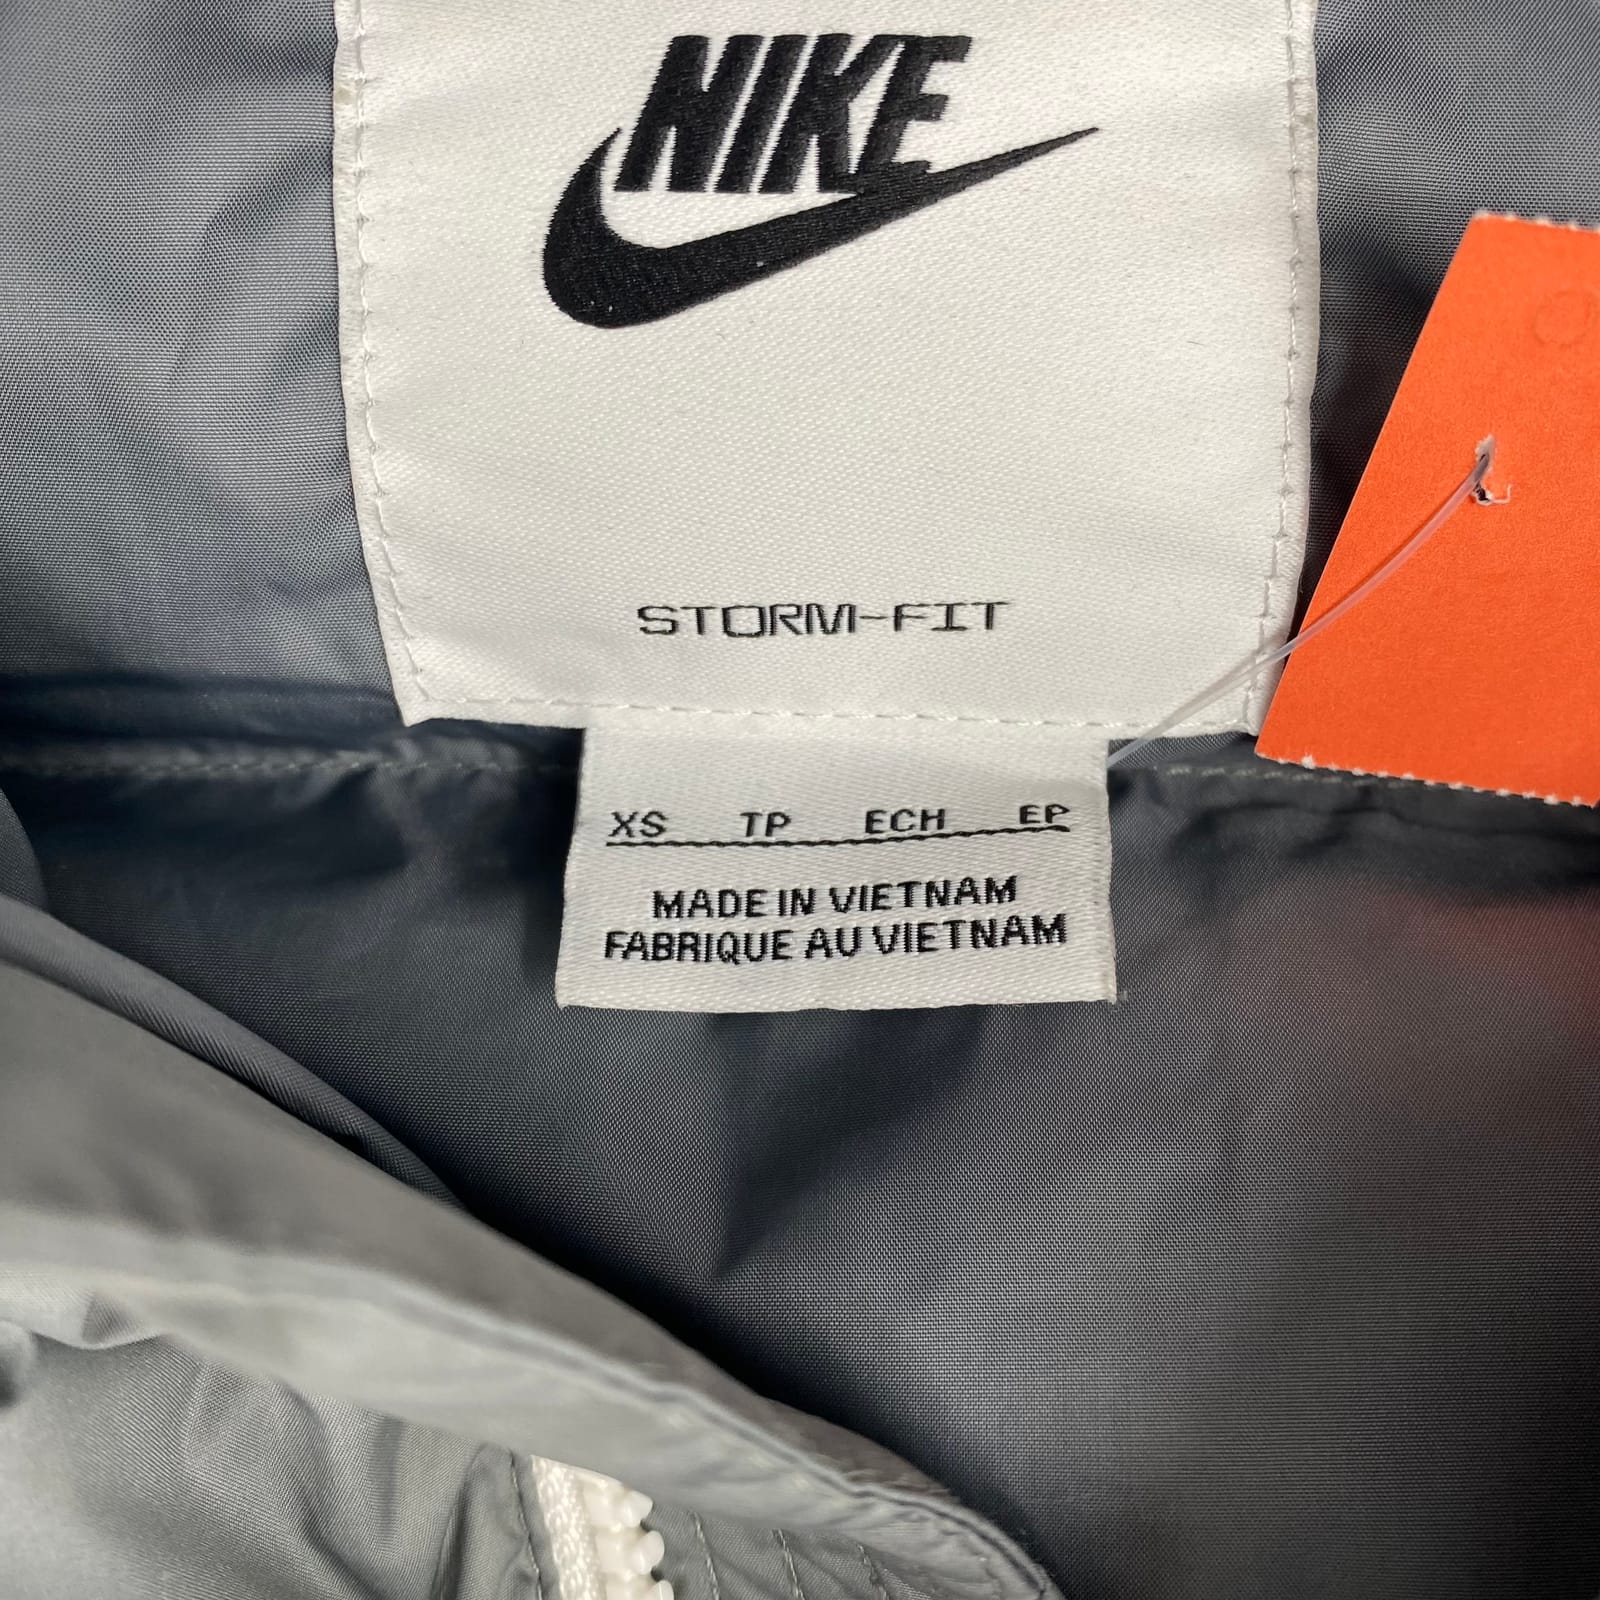 NIKE
STORM-FIT
XS TP ECH EP
MADE IN VIETNAM
FABRIQUE AU VIETNAM